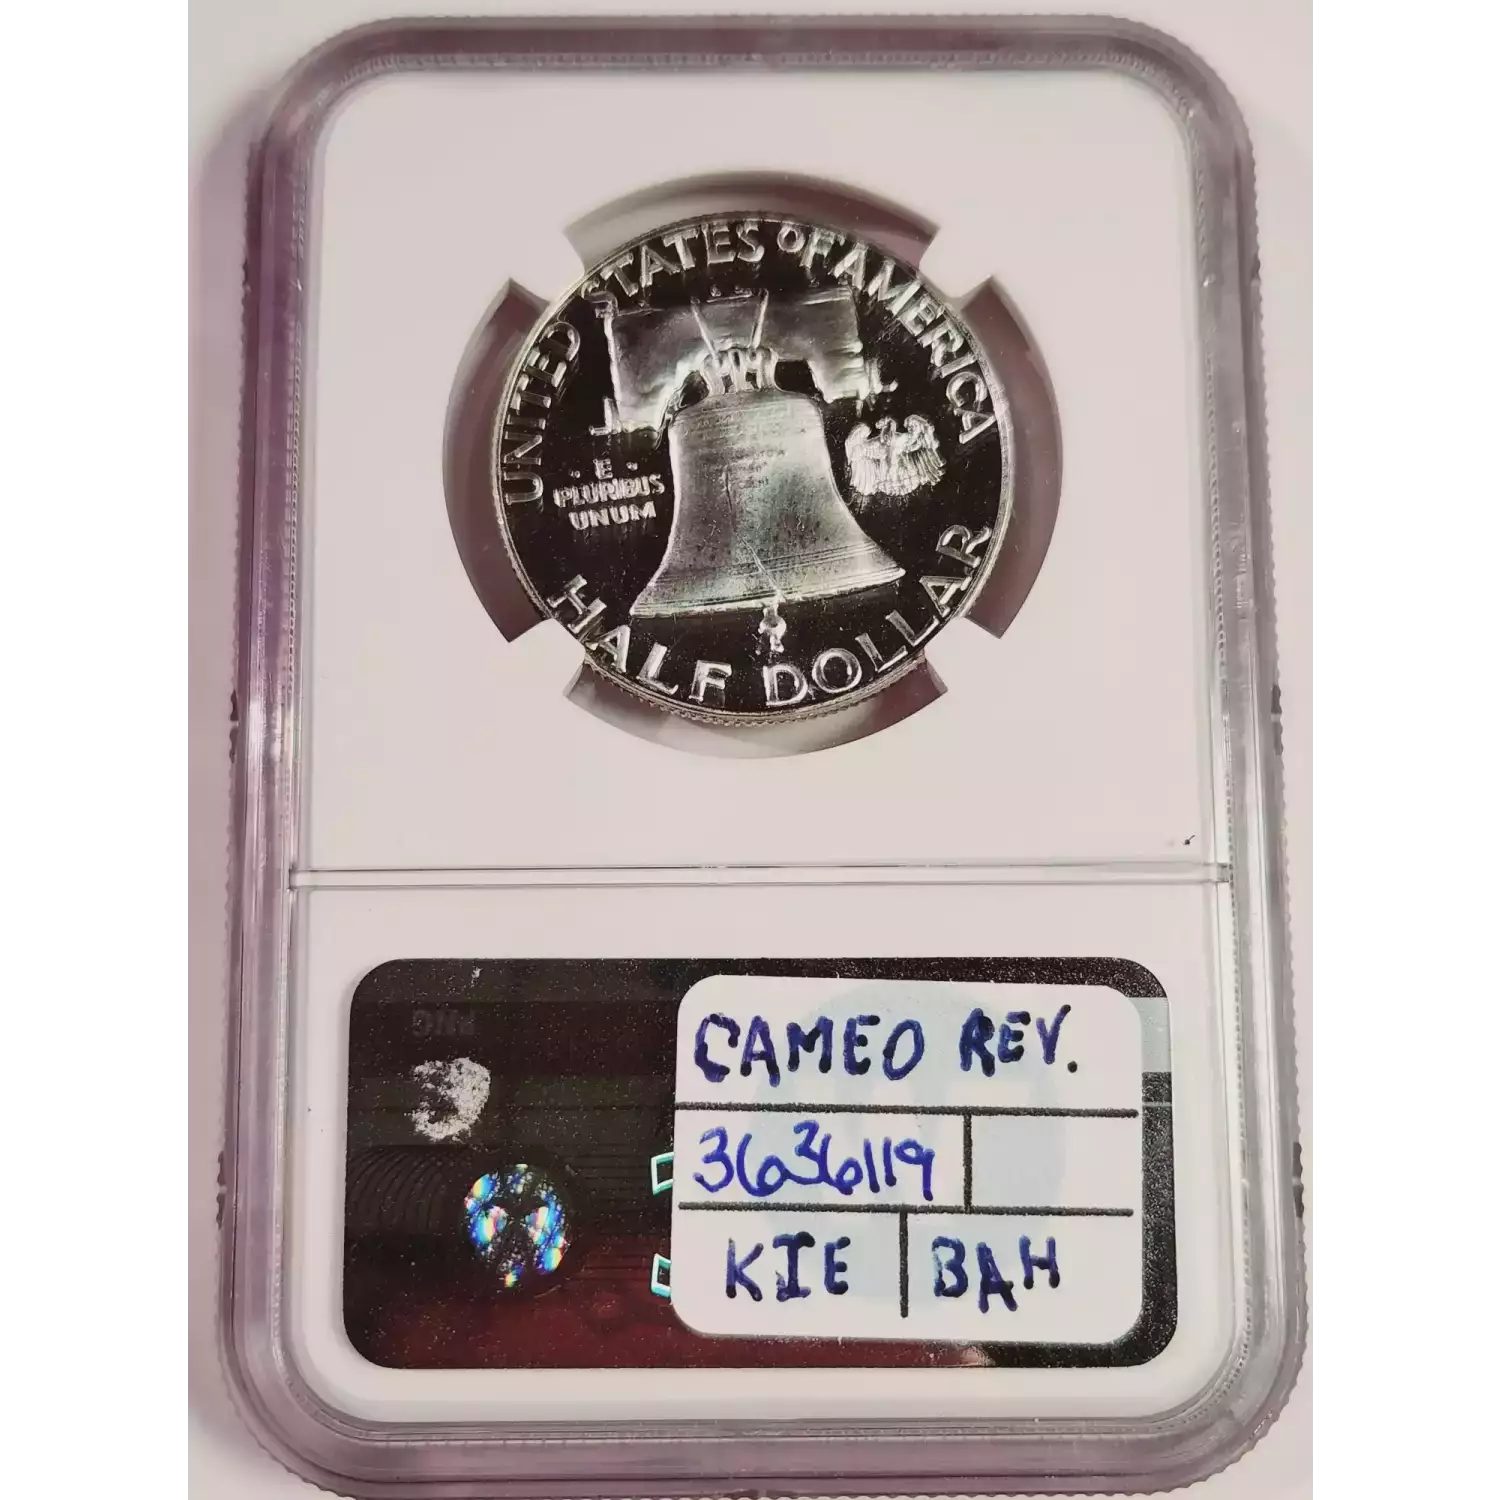 UNITED STATES OF AMERICA
· E ·
PLURIBUS
UNUM
HALF DOLLAR
CAMEO REV.
3636119
KIE BAH